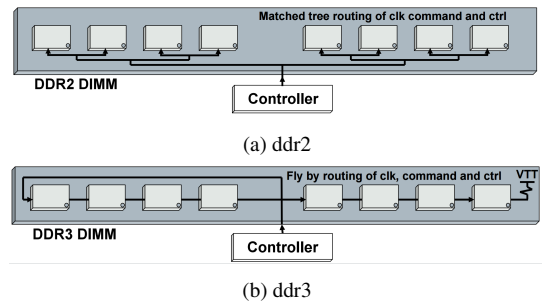 Matched tree routing of clk command and ctrl
DDR2 DIMM
Controller
(a) ddr2
Fly by routing of clk, command and ctrl
VTT
DDR3 DIMM
Controller
(b) ddr3